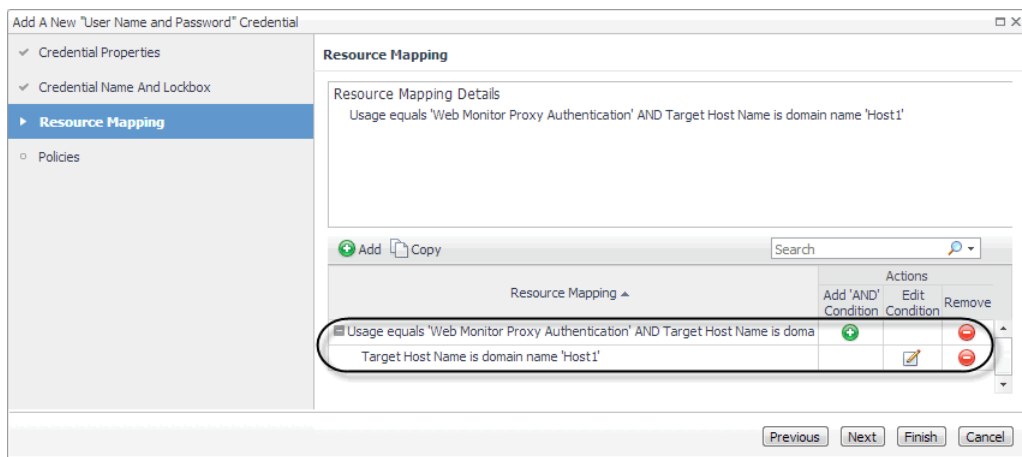 Add A New "User Name and Password" Credential
Credential Properties
Credential Name And Lockbox
Resource Mapping
Policies
Resource Mapping
Resource Mapping Details
Usage equals 'Web Monitor Proxy Authentication' AND Target Host Name is domain name 'Host1'
Add Copy Search
Resource Mapping
Actions
Add 'AND' Condition
Edit Condition
Remove
Usage equals 'Web Monitor Proxy Authentication' AND Target Host Name is doma
Target Host Name is domain name 'Host1'
Previous Next Finish Cancel